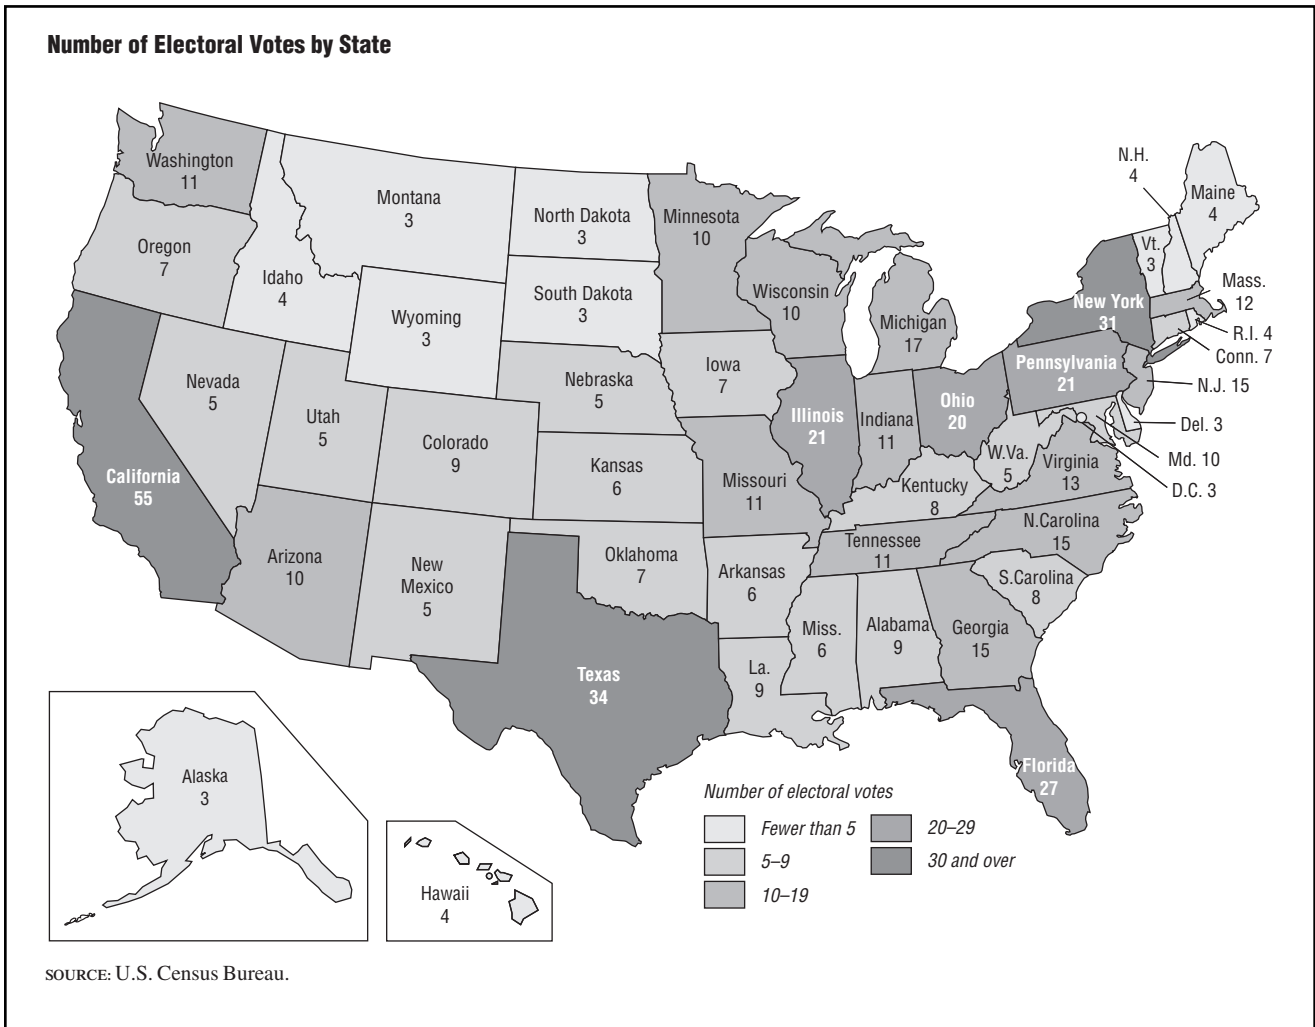 Number of Electoral Votes by State
Washington
11
Oregon
7
Idaho
4
Montana
3
Wyoming
3
North Dakota
3
South Dakota
3
Minnesota
10
Wisconsin
10
Michigan
17
N.H.
4
Maine
4
Vt.
3
New York
31
Mass.
12
R.I. 4
Conn. 7
Pennsylvania
21
N.J. 15
Del. 3
Md. 10
D.C. 3
California
55
Nevada
5
Utah
5
Colorado
9
Nebraska
5
Kansas
6
Iowa
7
Missouri
11
Illinois
21
Indiana
11
Ohio
20
W.Va.
5
Virginia
13
Kentucky
8
Tennessee
11
N.Carolina
15
S.Carolina
8
Arizona
10
New
Mexico
5
Oklahoma
7
Arkansas
6
Texas
34
La.
9
Miss.
6
Alabama
9
Georgia
15
Florida
27
Alaska
3
Hawaii
4
Number of electoral votes
Fewer than 5
5–9
10–19
20–29
30 and over
SOURCE: U.S. Census Bureau.